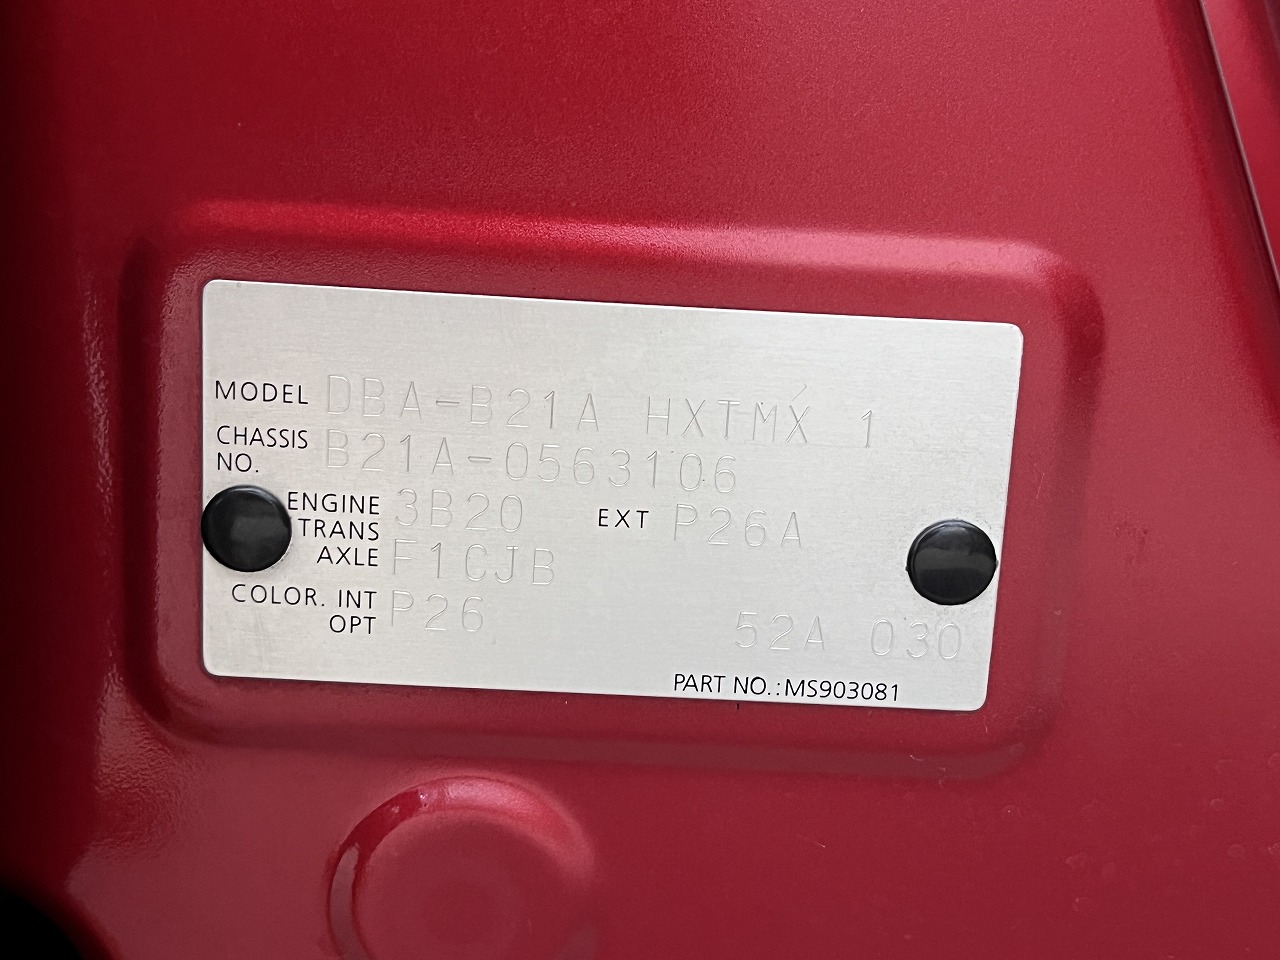 MODEL DBA-B21A HXTMX 1
CHASSIS NO. B21A-0563106
ENGINE 3B20 EXT P26A
TRANS AXLE F1CJB
COLOR. INT OPT P26 52A 030
PART NO.:MS903081